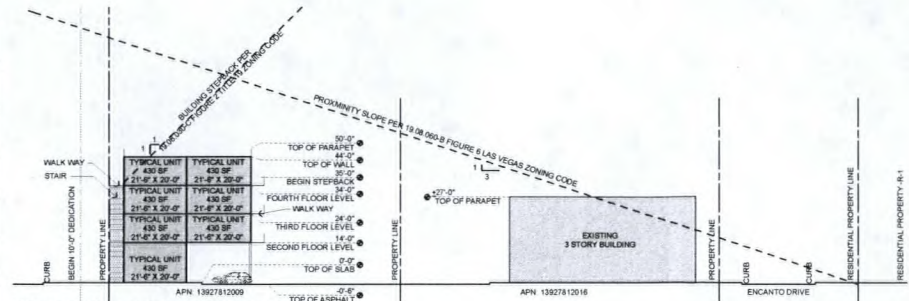 BUILDING STEPBACK PER
ZONING CODE
PROXMINITY SLOPE PER 19.08.060-B FIGURE 6 LAS VEGAS ZONING CODE
1
1
1
3
WALK WAY
STAIR
TYPICAL UNIT
430 SF
21'-6" X 20'-0"
TYPICAL UNIT
430 SF
21'-6" X 20'-0"
TYPICAL UNIT
430 SF
21'-6" X 20'-0"
TYPICAL UNIT
430 SF
21'-6" X 20'-0"
TYPICAL UNIT
430 SF
21'-6" X 20'-0"
TYPICAL UNIT
430 SF
21'-6" X 20'-0"
TYPICAL UNIT
430 SF
21'-6" X 20'-0"
50'-0"
TOP OF PARAPET
44'-0"
TOP OF WALL
35'-0"
BEGIN STEPBACK
34'-0"
FOURTH FLOOR LEVEL
WALK WAY
24'-0"
THIRD FLOOR LEVEL
14'-0"
SECOND FLOOR LEVEL
0'-0"
TOP OF SLAB
-0'-6"
TOP OF ASPHALT
+27'-0"
TOP OF PARAPET
EXISTING
3 STORY BUILDING
CURB
BEGIN 10'-0" DEDICATION
PROPERTY LINE
PROPERTY LINE
PROPERTY LINE
CURB
CURB
RESIDENTIAL PROPERTY LINE
RESIDENTIAL PROPERTY -R-1
APN: 13927812009
APN: 13927812016
ENCANTO DRIVE